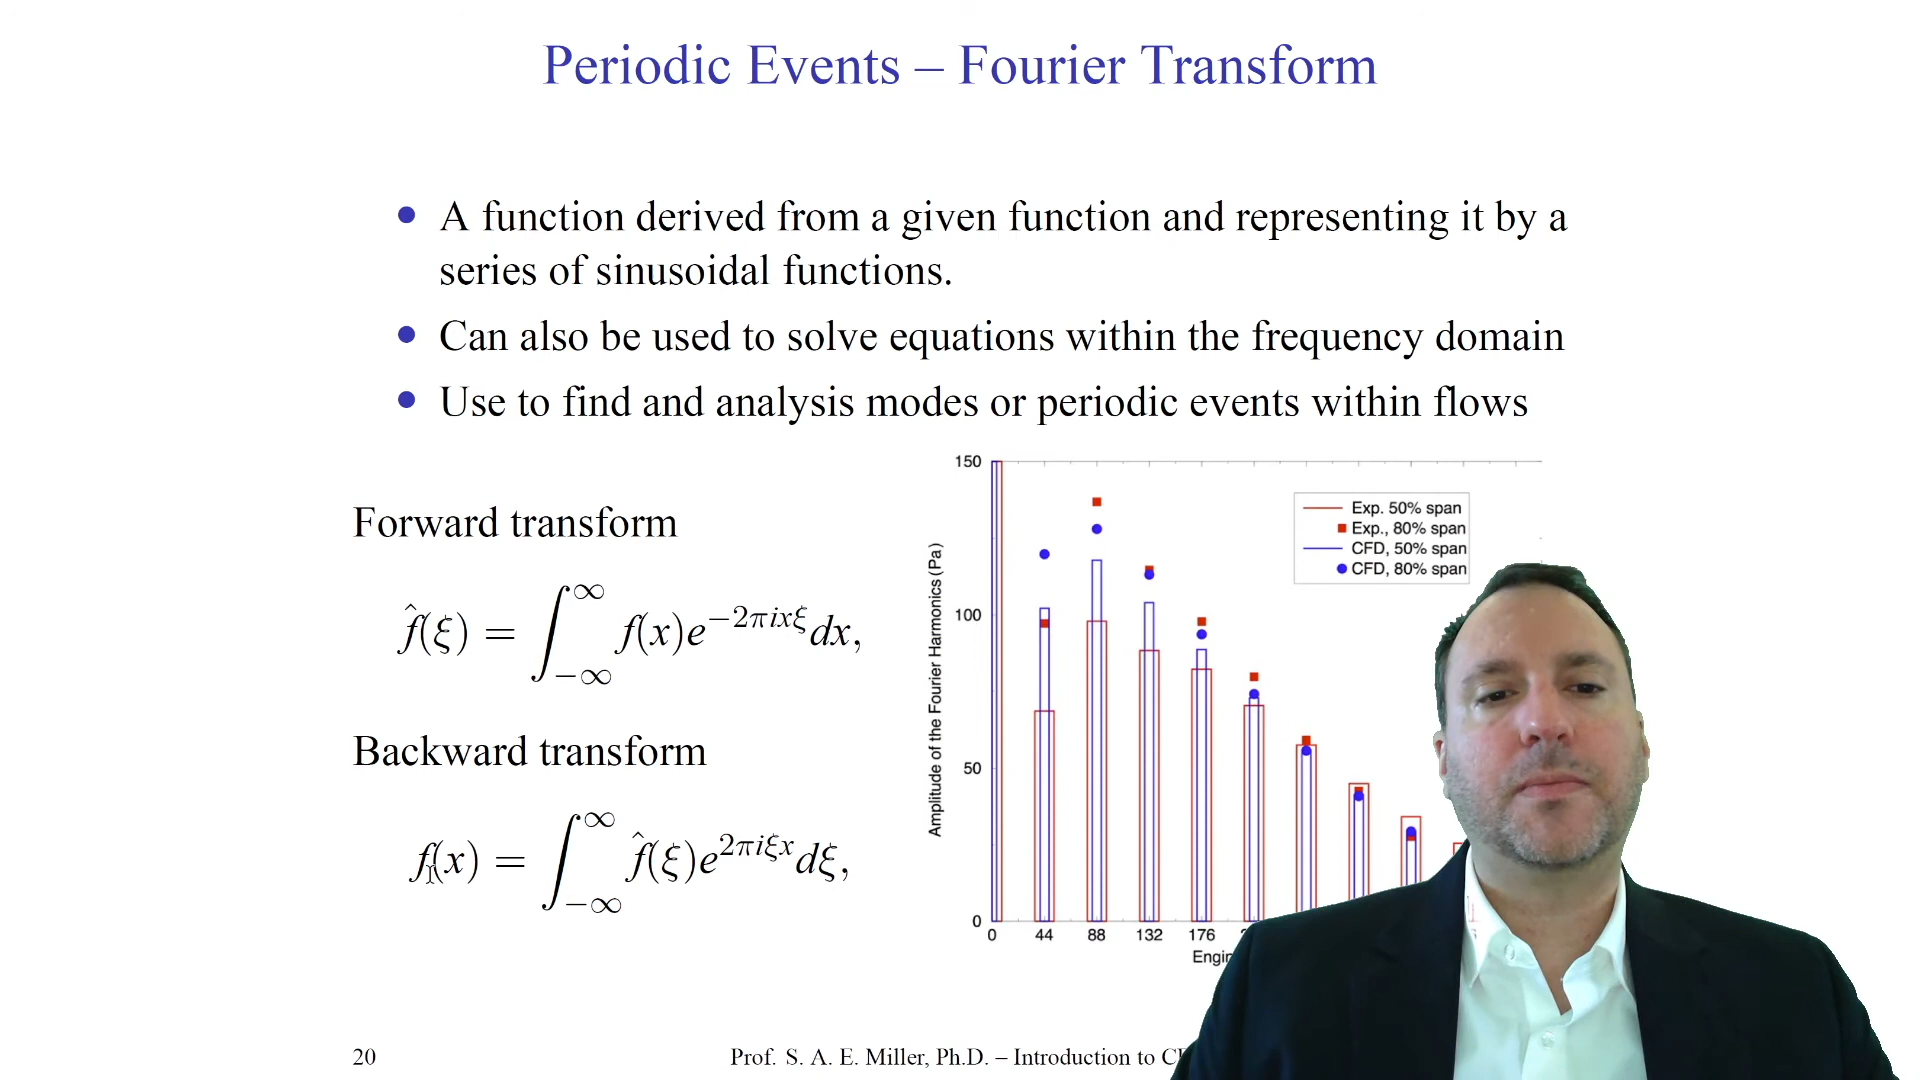 Periodic Events – Fourier Transform
• A function derived from a given function and representing it by a
series of sinusoidal functions.
• Can also be used to solve equations within the frequency domain
• Use to find and analysis modes or periodic events within flows
Forward transform
f̂(ξ) = ∫_{−∞}^{∞} f(x)e^{−2πixξ}dx,
Backward transform
f(x) = ∫_{−∞}^{∞} f̂(ξ)e^{2πiξx}dξ,
150
100
50
0
Amplitude of the Fourier Harmonics (Pa)
Exp. 50% span
Exp., 80% span
CFD, 50% span
CFD, 80% span
0 44 88 132 176
20
Prof. S. A. E. Miller, Ph.D. – Introduction to